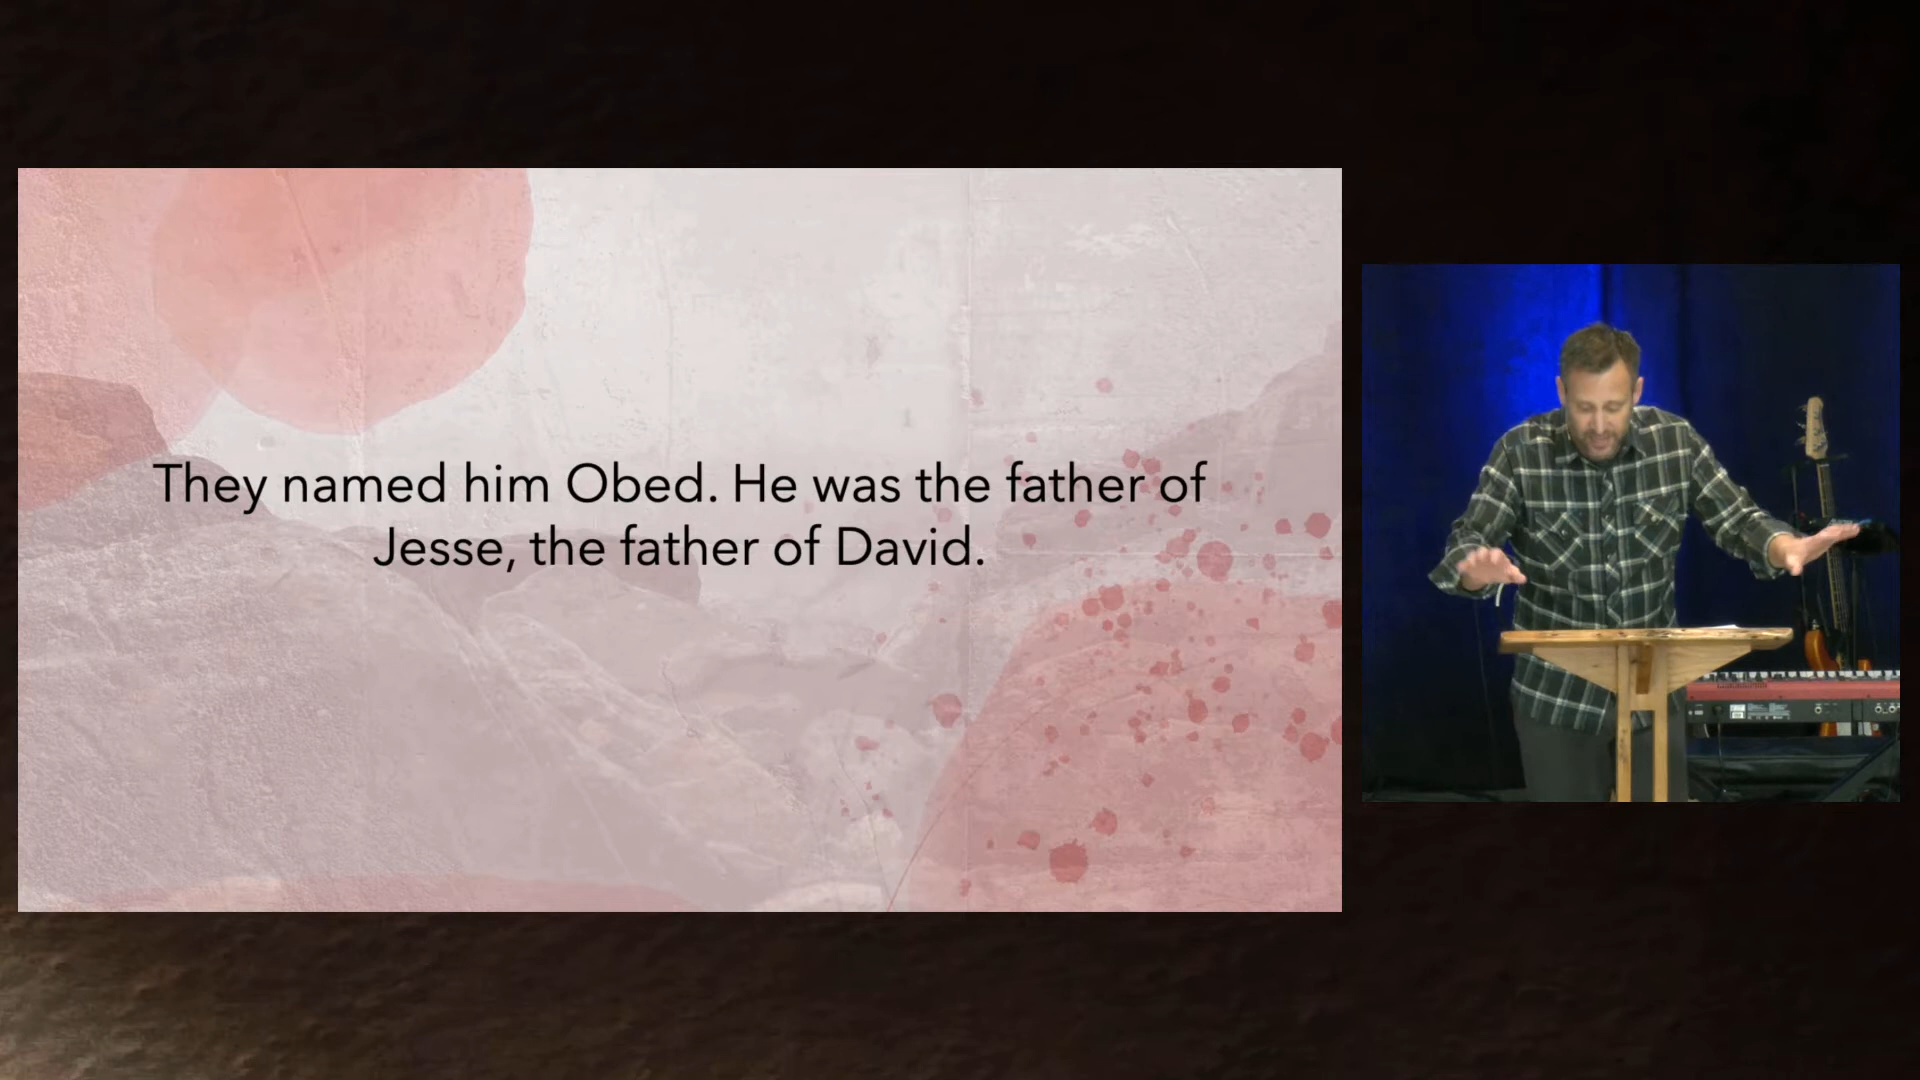 They named him Obed. He was the father of
Jesse, the father of David.